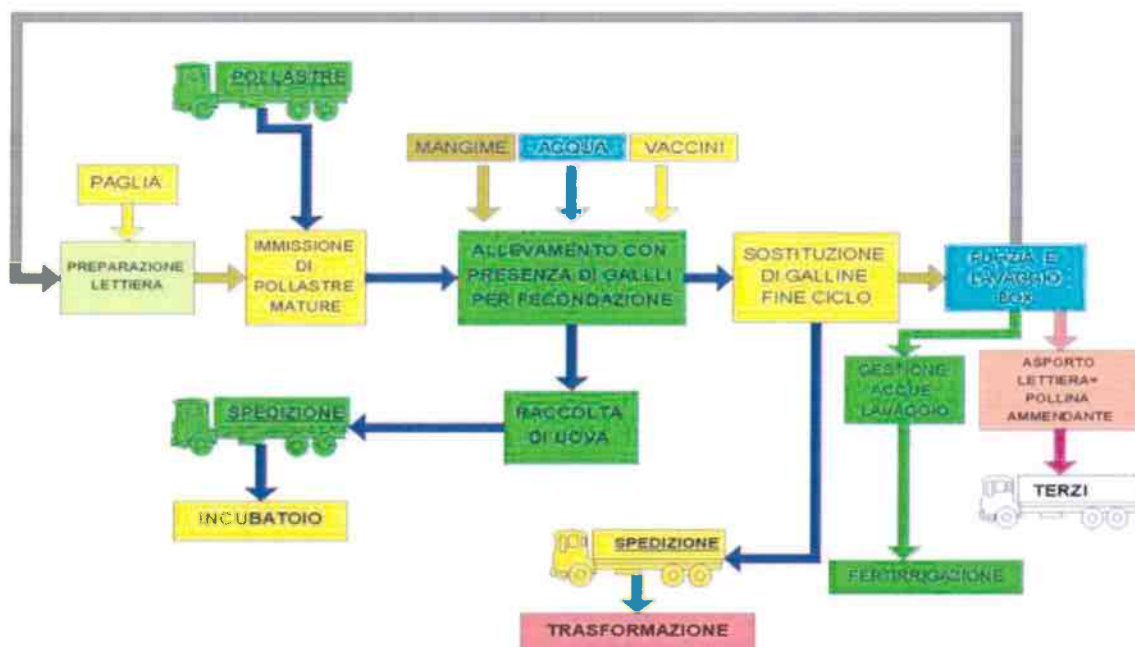 POLLASTRE
MANGIME
ACQUA
VACCINI
PAGLIA
PREPARAZIONE
LETTIERA
IMMISSIONE
DI
POLLASTRE
MATURE
ALLEVAMENTO CON
PRESENZA DI GALLLI
PER FECONDAZIONE
SOSTITUZIONE
DI GALLINE
FINE CICLO
PULIZIA E
LAVAGGIO
BOX
GESTIONE
ACQUE
LAVAGGIO
ASPORTO
LETTIERA=
POLLINA
AMMENDANTE
SPEDIZIONE
RACCOLTA
DI UOVA
TERZI
INCUBATOIO
SPEDIZIONE
FERTIRRIGAZIONE
TRASFORMAZIONE